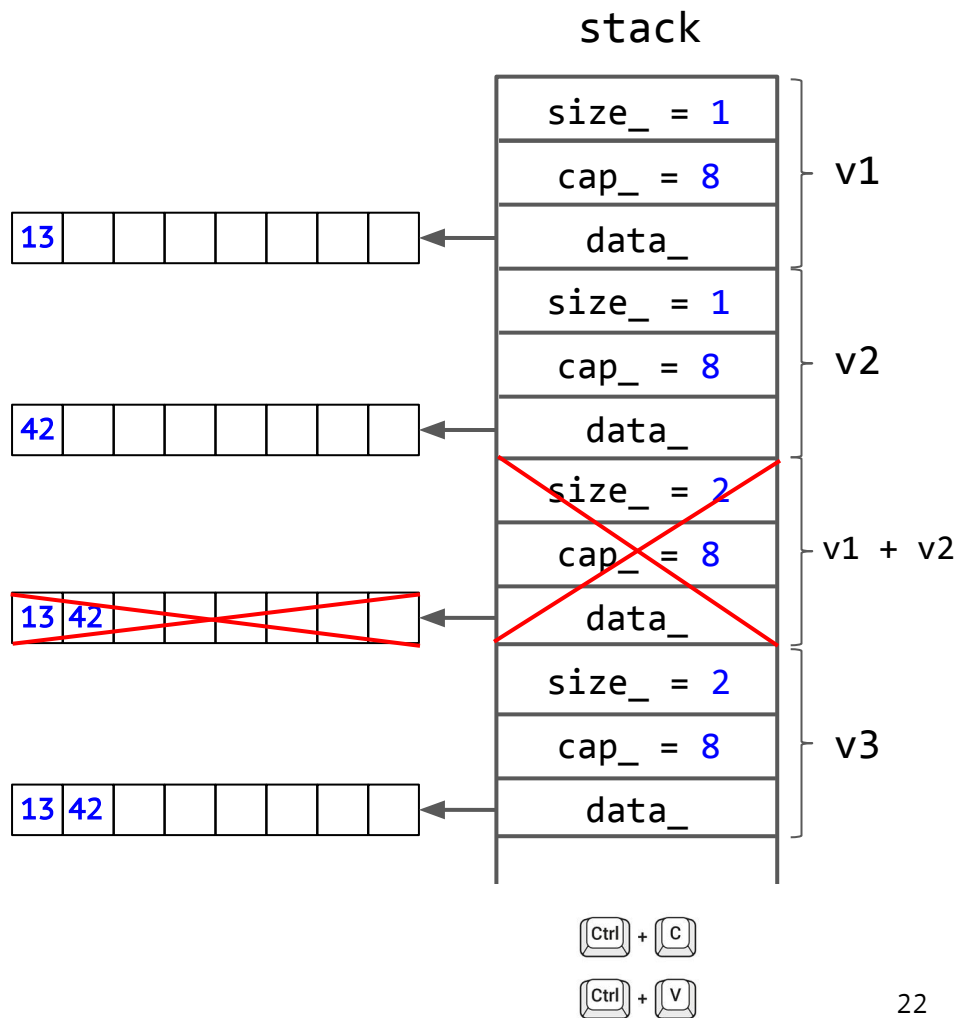 stack
size_ = 1
cap_ = 8
v1
13
data_
size_ = 1
cap_ = 8
v2
42
data_
size_ = 2
cap_ = 8
v1 + v2
13 42
data_
size_ = 2
cap_ = 8
v3
13 42
data_
Ctrl + C
Ctrl + V
22